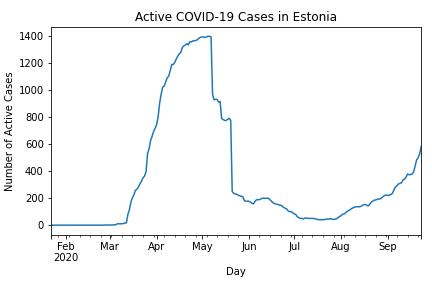 Active COVID-19 Cases in Estonia
Number of Active Cases
1400
1200
1000
800
600
400
200
0
Feb Mar Apr May Jun Jul Aug Sep
2020
Day